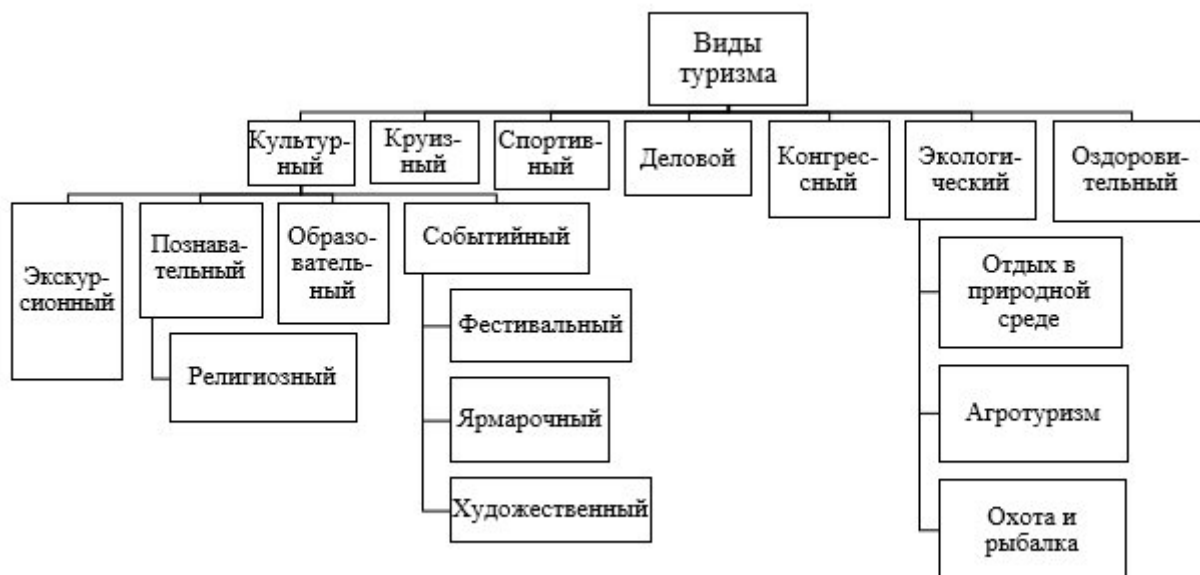 Виды
туризма
Культур-
ный
Круиз-
ный
Спортив-
ный
Деловой
Конгрес-
сный
Экологи-
ческий
Оздорови-
тельный
Экскур-
сионный
Познава-
тельный
Образо-
ватель-
ный
Событийный
Религиозный
Фестивальный
Ярмарочный
Художественный
Отдых в
природной
среде
Агротуризм
Охота и
рыбалка